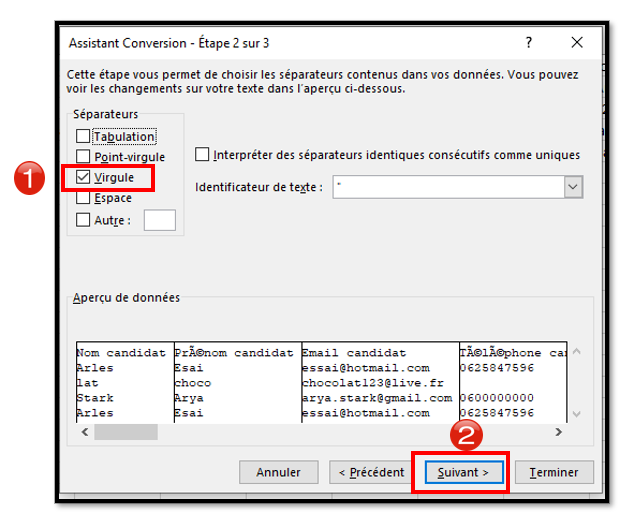 Assistant Conversion - Étape 2 sur 3 ? ×
Cette étape vous permet de choisir les séparateurs contenus dans vos données. Vous pouvez
voir les changements sur votre texte dans l'aperçu ci-dessous.
Séparateurs
Tabulation
Point-virgule
1
Virgule
Espace
Autre :
Interpréter des séparateurs identiques consécutifs comme uniques
Identificateur de texte : "
Aperçu de données
Nom candidat PrÃ©nom candidat Email candidat TÃ©lÃ©phone can
Arles Esai essai@hotmail.com 0625847596
lat choco chocolat123@live.fr
Stark Arya arya.stark@gmail.com 0600000000
Arles Esai essai@hotmail.com 0625847596
2
Annuler < Précédent Suivant > Terminer